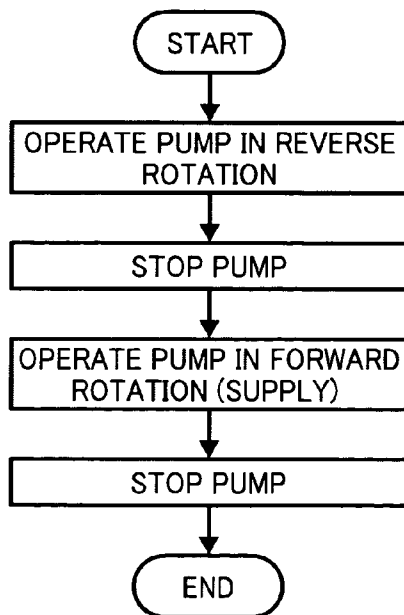 START
OPERATE PUMP IN REVERSE
ROTATION
STOP PUMP
OPERATE PUMP IN FORWARD
ROTATION (SUPPLY)
STOP PUMP
END